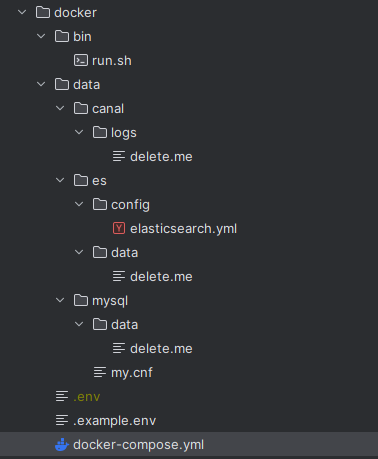 docker
bin
run.sh
data
canal
logs
delete.me
es
config
elasticsearch.yml
data
delete.me
mysql
data
delete.me
my.cnf
.env
.example.env
docker-compose.yml